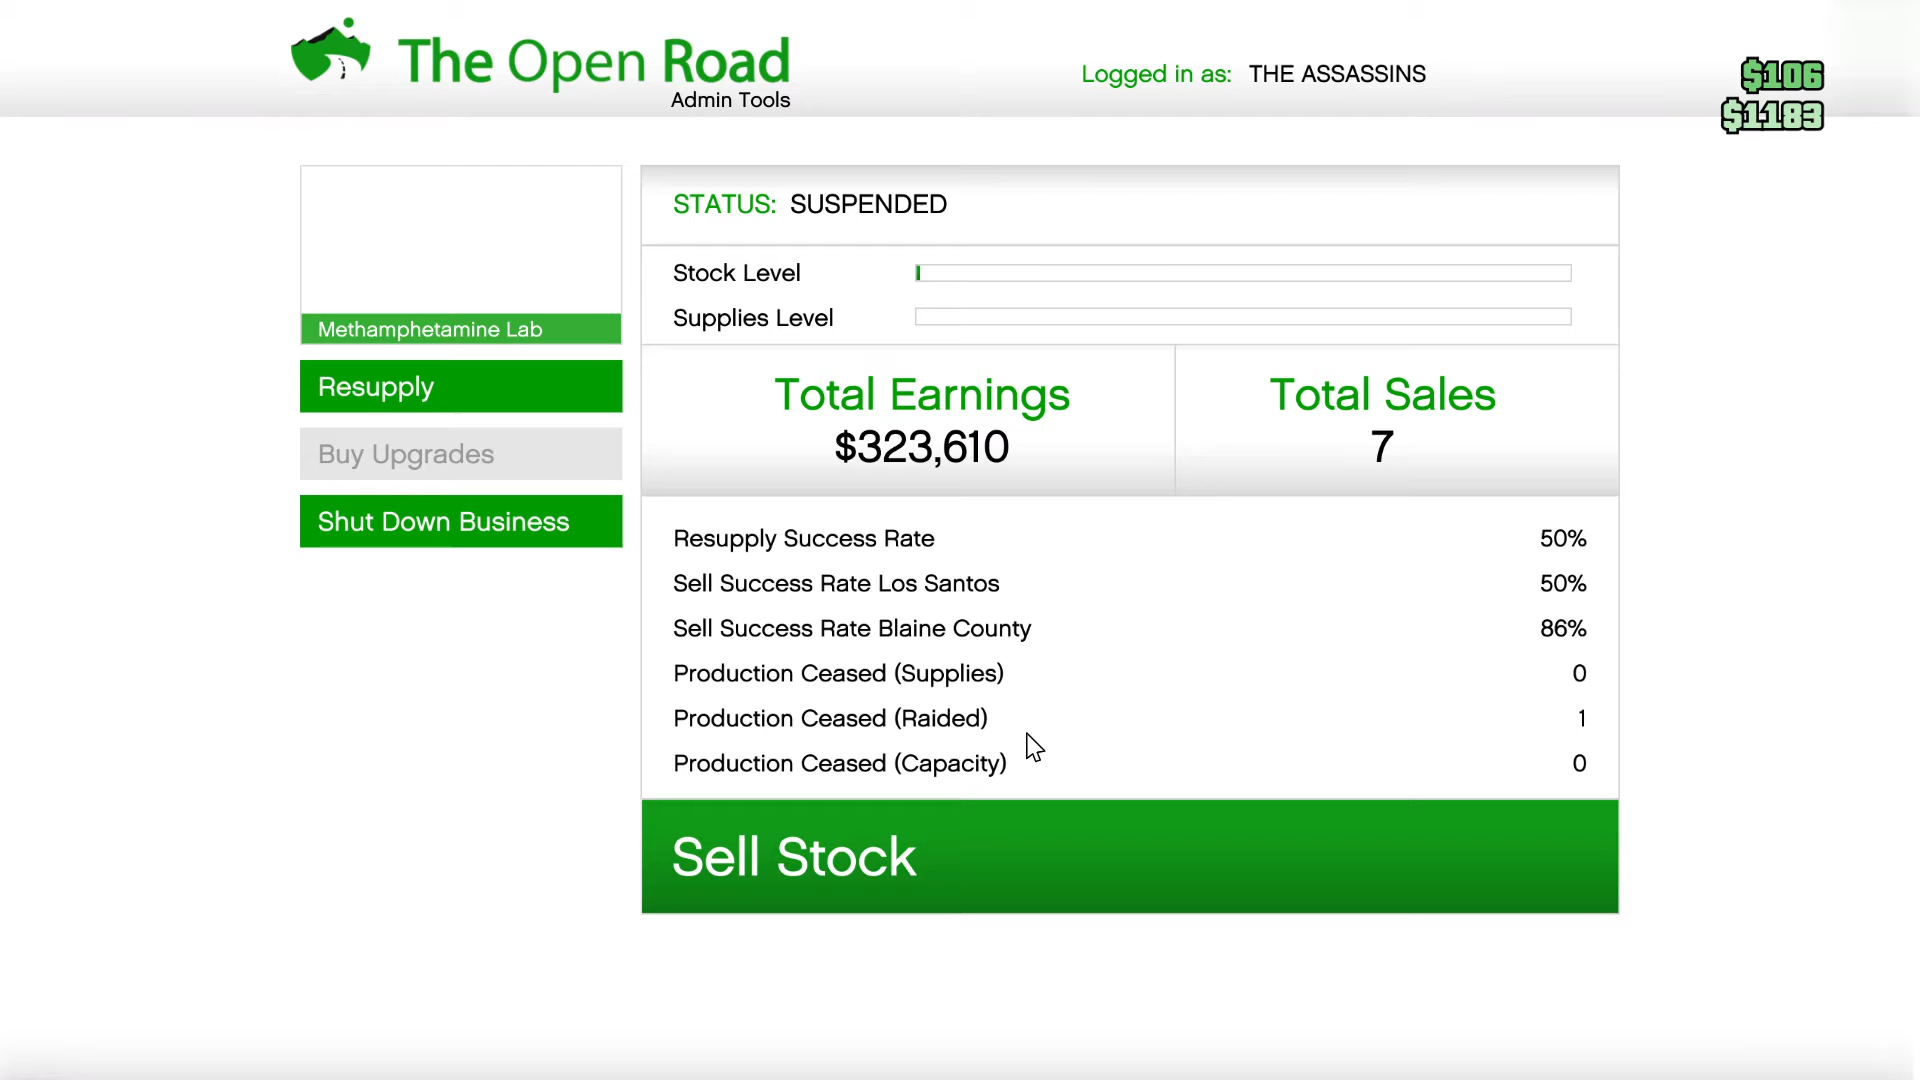 The Open Road
Admin Tools
Logged in as: THE ASSASSINS
$106
$1183
Methamphetamine Lab
Resupply
Buy Upgrades
Shut Down Business
STATUS: SUSPENDED
Stock Level
Supplies Level
Total Earnings
$323,610
Total Sales
7
Resupply Success Rate 50%
Sell Success Rate Los Santos 50%
Sell Success Rate Blaine County 86%
Production Ceased (Supplies) 0
Production Ceased (Raided) 1
Production Ceased (Capacity) 0
Sell Stock